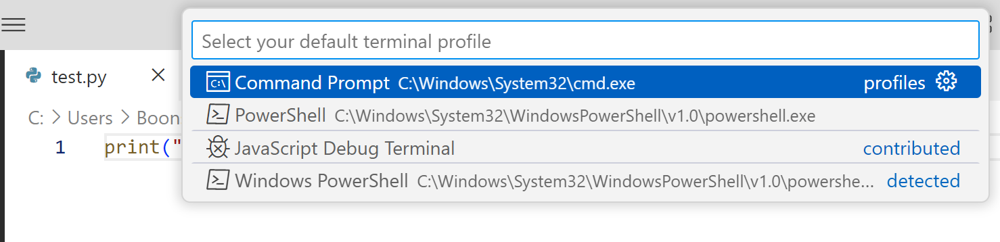 Select your default terminal profile
test.py
Command Prompt C:\Windows\System32\cmd.exe profiles
C: > Users >
PowerShell C:\Windows\System32\WindowsPowerShell\v1.0\powershell.exe
1 print("
JavaScript Debug Terminal contributed
Windows PowerShell C:\Windows\System32\WindowsPowerShell\v1.0\powershe... detected